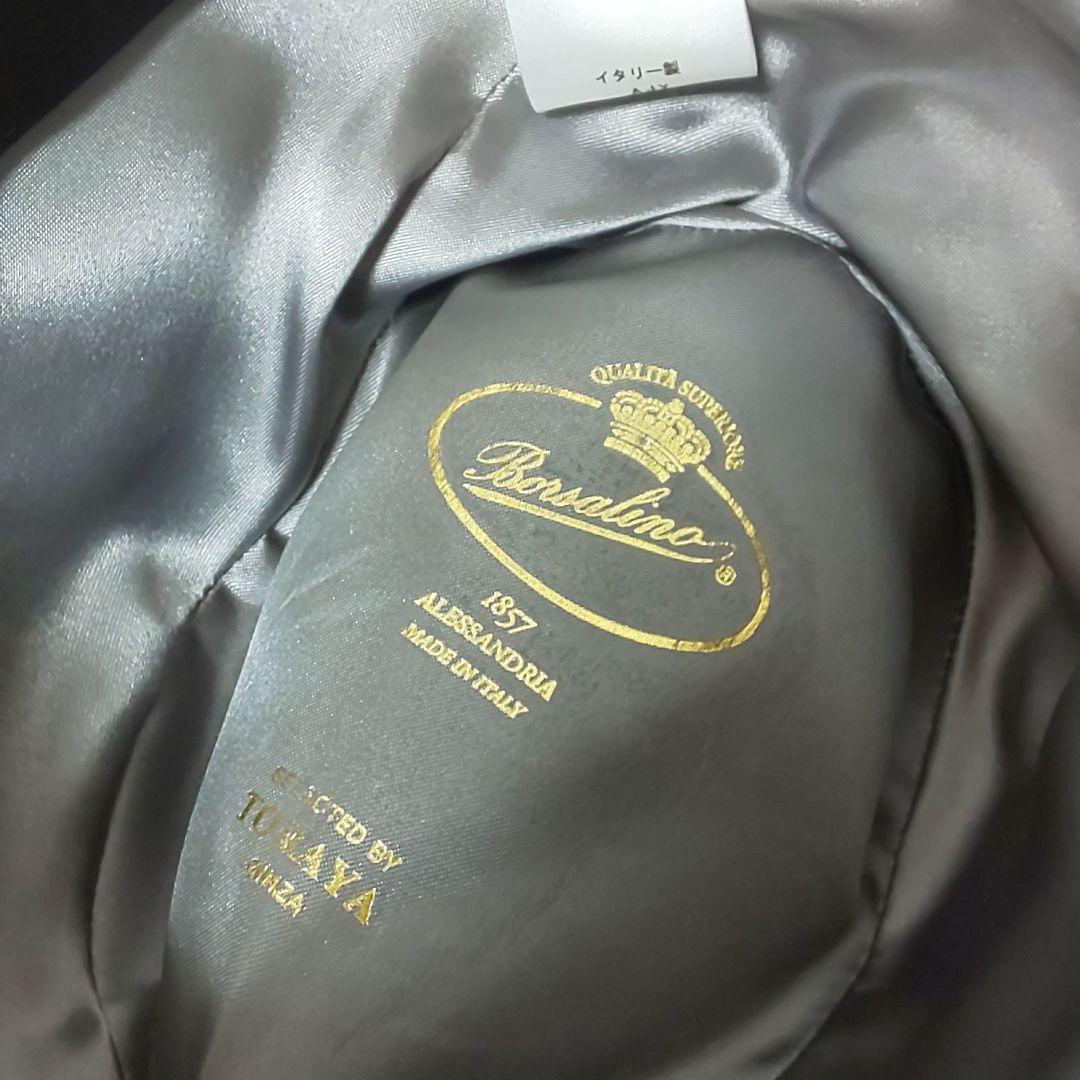 イタリー製
QUALITÀ SUPERIORE
Borsalino
®
1857
ALESSANDRIA
MADE IN ITALY
SELECTED BY
TORAYA
GINZA